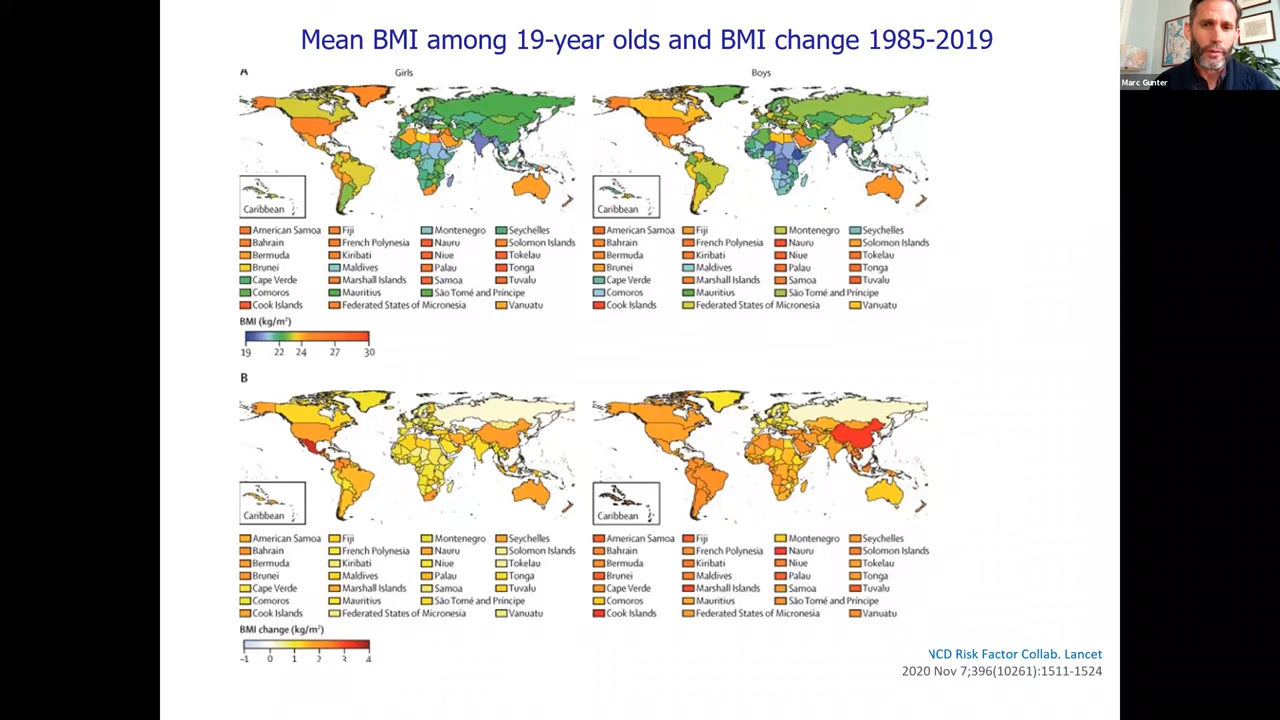 Mean BMI among 19-year olds and BMI change 1985-2019
Marc Gunter
A
Girls
Boys
Caribbean
Caribbean
American Samoa Fiji Montenegro Seychelles
Bahrain French Polynesia Nauru Solomon Islands
Bermuda Kiribati Niue Tokelau
Brunei Maldives Palau Tonga
Cape Verde Marshall Islands Samoa Tuvalu
Comoros Mauritius São Tomé and Príncipe
Cook Islands Federated States of Micronesia Vanuatu
American Samoa Fiji Montenegro Seychelles
Bahrain French Polynesia Nauru Solomon Islands
Bermuda Kiribati Niue Tokelau
Brunei Maldives Palau Tonga
Cape Verde Marshall Islands Samoa Tuvalu
Comoros Mauritius São Tomé and Príncipe
Cook Islands Federated States of Micronesia Vanuatu
BMI (kg/m²)
19 22 24 27 30
B
Caribbean
Caribbean
American Samoa Fiji Montenegro Seychelles
Bahrain French Polynesia Nauru Solomon Islands
Bermuda Kiribati Niue Tokelau
Brunei Maldives Palau Tonga
Cape Verde Marshall Islands Samoa Tuvalu
Comoros Mauritius São Tomé and Príncipe
Cook Islands Federated States of Micronesia Vanuatu
American Samoa Fiji Montenegro Seychelles
Bahrain French Polynesia Nauru Solomon Islands
Bermuda Kiribati Niue Tokelau
Brunei Maldives Palau Tonga
Cape Verde Marshall Islands Samoa Tuvalu
Comoros Mauritius São Tomé and Príncipe
Cook Islands Federated States of Micronesia Vanuatu
BMI change (kg/m²)
-1 0 1 2 3 4
NCD Risk Factor Collab. Lancet
2020 Nov 7;396(10261):1511-1524